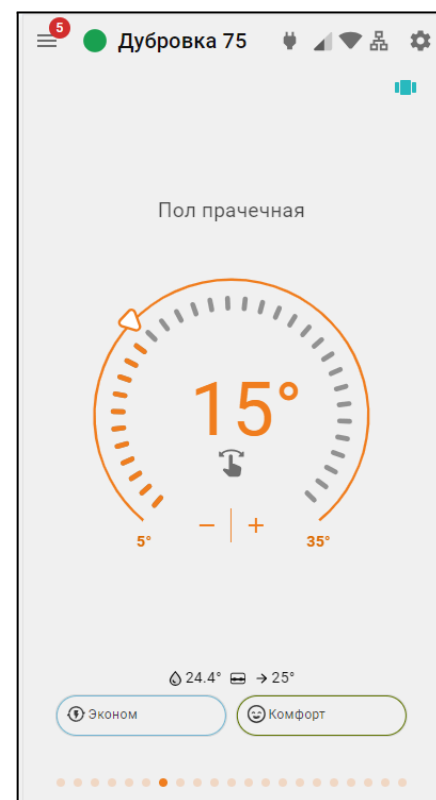 5
Дубровка 75
Пол прачечная
15°
− | +
5°
35°
24.4° → 25°
Эконом
Комфорт